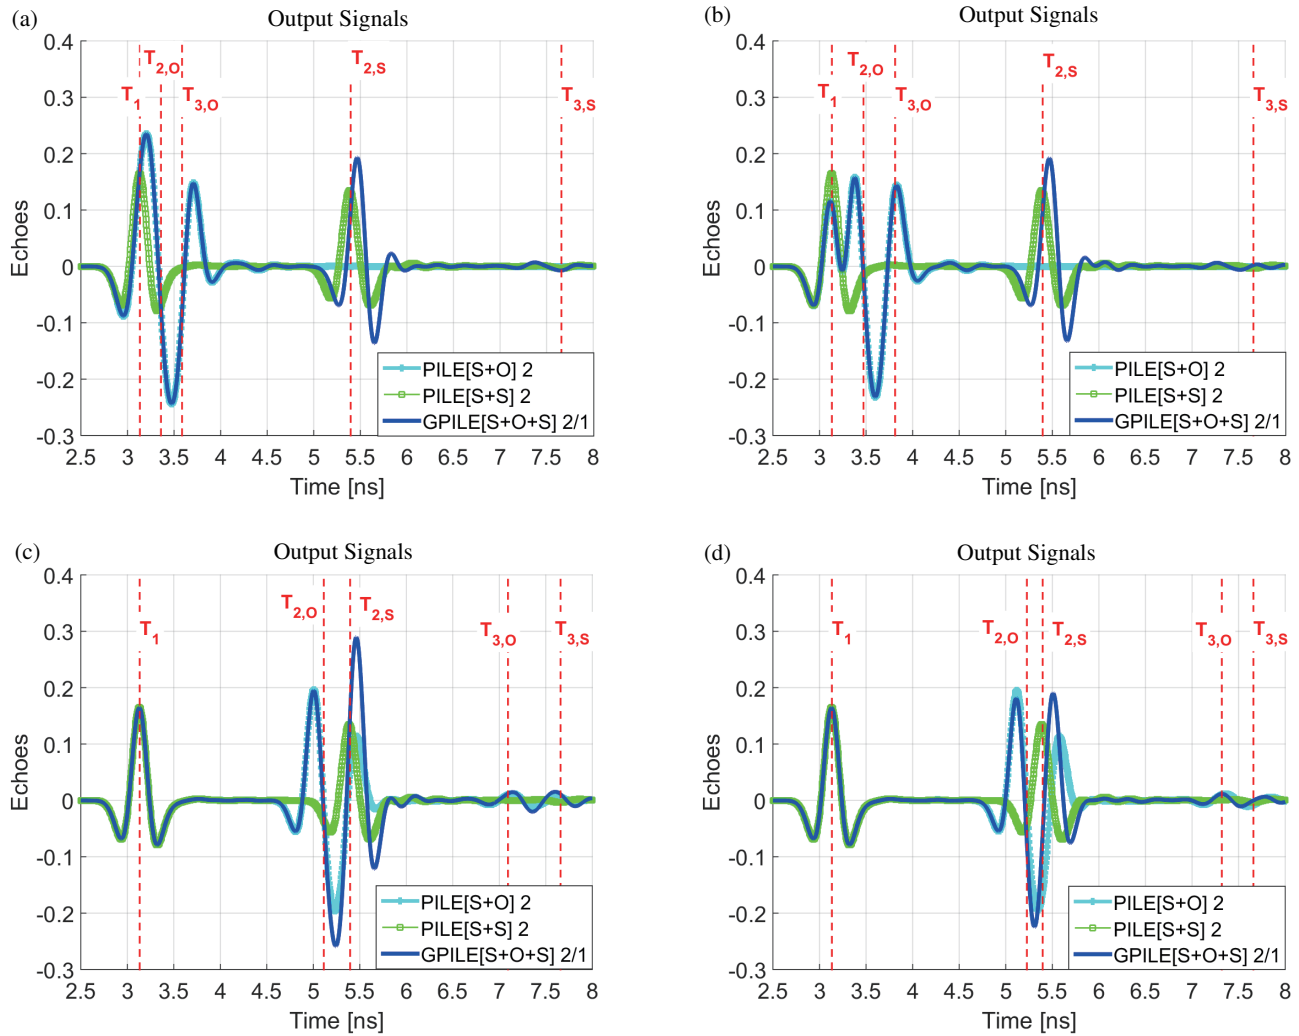 (a)
Output Signals
0.4
0.3
0.2
0.1
0
-0.1
-0.2
-0.3
Echoes
T2,O
T2,S
T1
T3,O
T3,S
PILE[S+O] 2
PILE[S+S] 2
GPILE[S+O+S] 2/1
2.5 3 3.5 4 4.5 5 5.5 6 6.5 7 7.5 8
Time [ns]
(b)
Output Signals
0.4
0.3
0.2
0.1
0
-0.1
-0.2
-0.3
Echoes
T2,O
T2,S
T1
T3,O
T3,S
PILE[S+O] 2
PILE[S+S] 2
GPILE[S+O+S] 2/1
2.5 3 3.5 4 4.5 5 5.5 6 6.5 7 7.5 8
Time [ns]
(c)
Output Signals
0.4
0.3
0.2
0.1
0
-0.1
-0.2
-0.3
Echoes
T2,O
T2,S
T1
T3,O
T3,S
PILE[S+O] 2
PILE[S+S] 2
GPILE[S+O+S] 2/1
2.5 3 3.5 4 4.5 5 5.5 6 6.5 7 7.5 8
Time [ns]
(d)
Output Signals
0.4
0.3
0.2
0.1
0
-0.1
-0.2
-0.3
Echoes
T1
T2,O
T2,S
T3,O
T3,S
PILE[S+O] 2
PILE[S+S] 2
GPILE[S+O+S] 2/1
2.5 3 3.5 4 4.5 5 5.5 6 6.5 7 7.5 8
Time [ns]